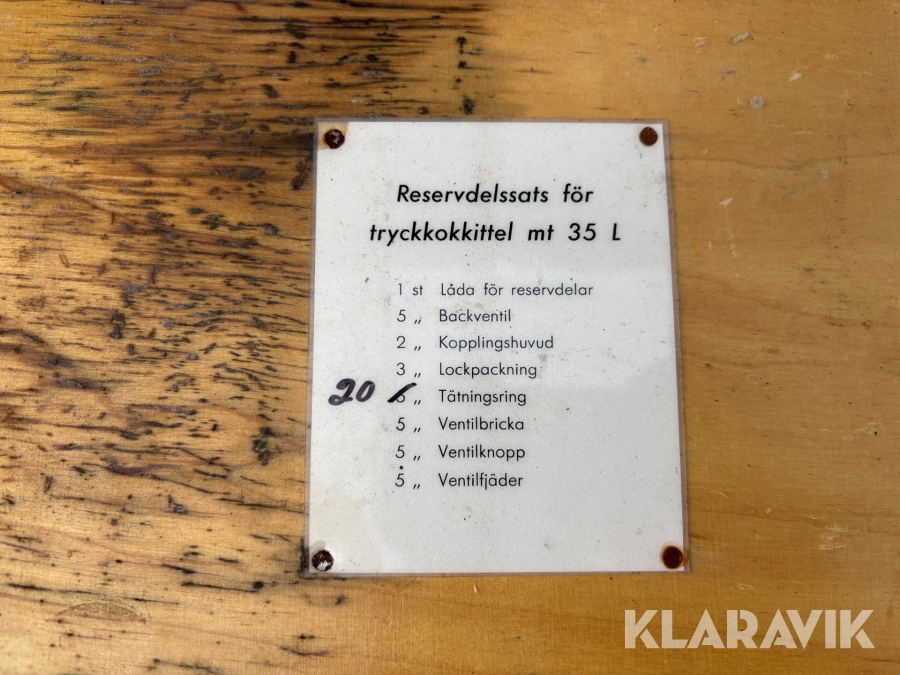 Reservdelssats för
tryckkokkittel mt 35 L
1 st Låda för reservdelar
5 „ Backventil
2 „ Kopplingshuvud
3 „ Lockpackning
20 „ Tätningsring
5 „ Ventilbricka
5 „ Ventilknopp
5 „ Ventilfjäder
KLARAVIK